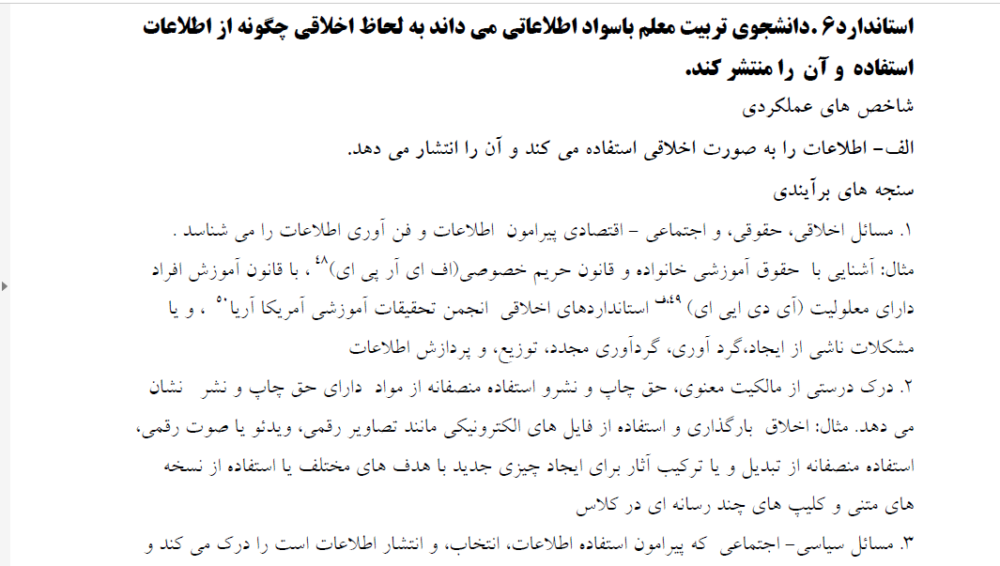 استاندارد۶ .دانشجوی تربیت معلم باسواد اطلاعاتی می داند به لحاظ اخلاقی چگونه از اطلاعات
استفاده و آن را منتشر کند.
شاخص های عملکردی
الف- اطلاعات را به صورت اخلاقی استفاده می کند و آن را انتشار می دهد.
سنجه های برآیندی
۱. مسائل اخلاقی، حقوقی، و اجتماعی - اقتصادی پیرامون اطلاعات و فن آوری اطلاعات را می شناسد .
مثال: آشنایی با حقوق آموزشی خانواده و قانون حریم خصوصی(اف ای آر پی ای)۴۸ ، با قانون آموزش افراد
دارای معلولیت (آی دی ایی ای) ۴۹،ف استانداردهای اخلاقی انجمن تحقیقات آموزشی آمریکا آریا۵۰ ، و یا
مشکلات ناشی از ایجاد،گرد آوری، گردآوری مجدد، توزیع، و پردازش اطلاعات
۲. درک درستی از مالکیت معنوی، حق چاپ و نشرو استفاده منصفانه از مواد دارای حق چاپ و نشر نشان
می دهد. مثال: اخلاق بارگذاری و استفاده از فایل های الکترونیکی مانند تصاویر رقمی، ویدئو یا صوت رقمی،
استفاده منصفانه از تبدیل و یا ترکیب آثار برای ایجاد چیزی جدید با هدف های مختلف یا استفاده از نسخه
های متنی و کلیپ های چند رسانه ای در کلاس
۳. مسائل سیاسی- اجتماعی که پیرامون استفاده اطلاعات، انتخاب، و انتشار اطلاعات است را درک می کند و